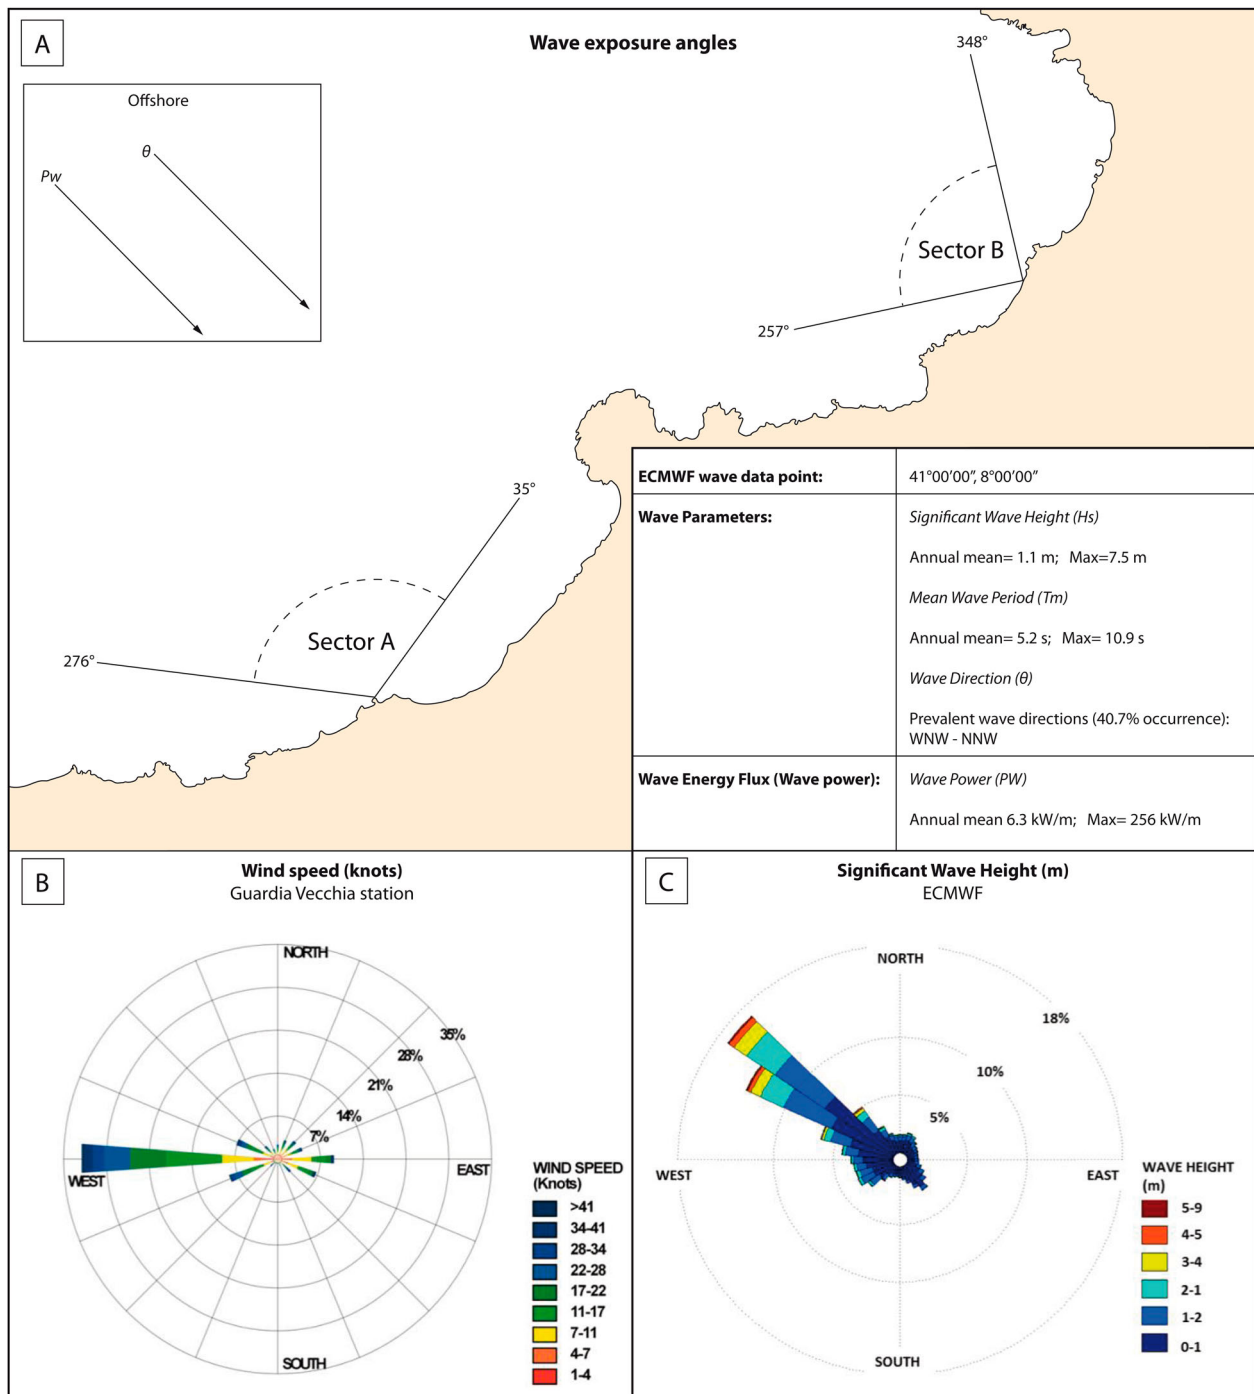 A
Wave exposure angles
Offshore
θ
Pw
348°
Sector B
257°
35°
Sector A
276°
ECMWF wave data point:
41°00’00”, 8°00’00”
Wave Parameters:
Significant Wave Height (Hs)
Annual mean= 1.1 m; Max=7.5 m
Mean Wave Period (Tm)
Annual mean= 5.2 s; Max= 10.9 s
Wave Direction (θ)
Prevalent wave directions (40.7% occurrence):
WNW - NNW
Wave Energy Flux (Wave power):
Wave Power (PW)
Annual mean 6.3 kW/m; Max= 256 kW/m
B
Wind speed (knots)
Guardia Vecchia station
NORTH
35%
28%
21%
14%
7%
WEST
EAST
SOUTH
WIND SPEED
(Knots)
>41
34-41
28-34
22-28
17-22
11-17
7-11
4-7
1-4
C
Significant Wave Height (m)
ECMWF
NORTH
18%
10%
5%
WEST
EAST
SOUTH
WAVE HEIGHT
(m)
5-9
4-5
3-4
2-1
1-2
0-1